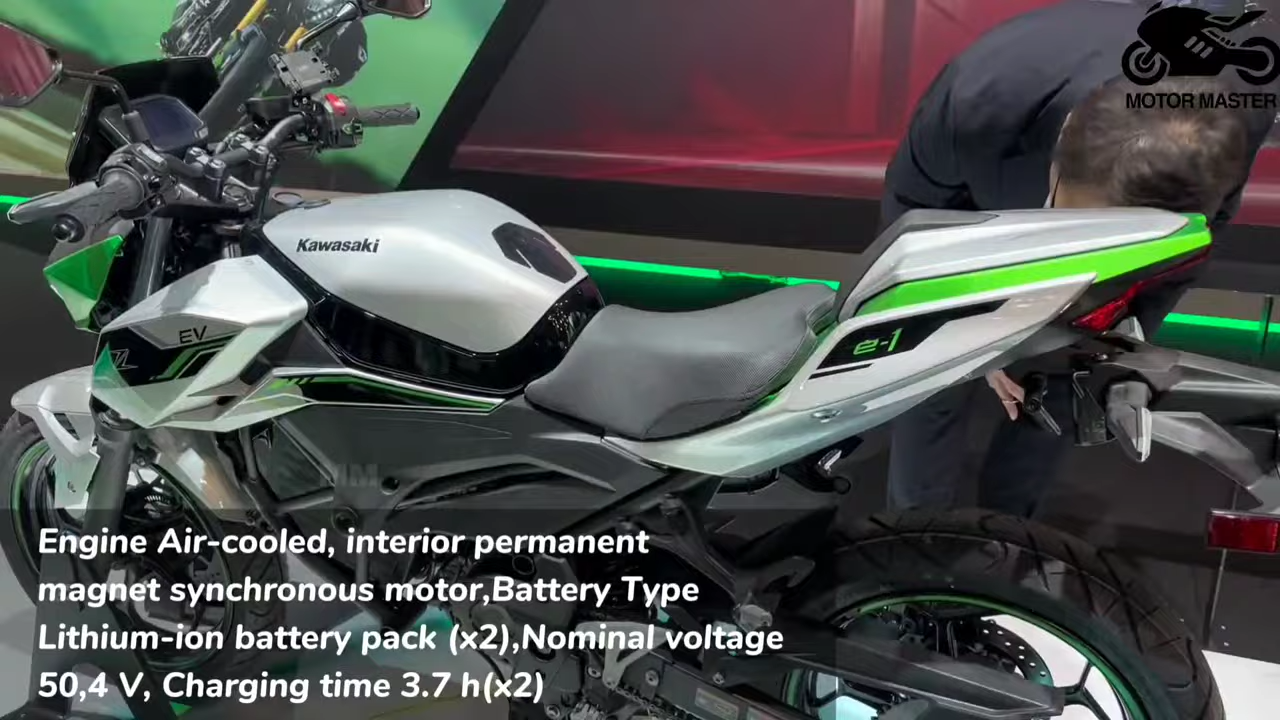 MOTOR MASTER
Kawasaki
EV
Z
e-1
MM
Engine Air-cooled, interior permanent
magnet synchronous motor,Battery Type
Lithium-ion battery pack (x2),Nominal voltage
50,4 V, Charging time 3.7 h(x2)